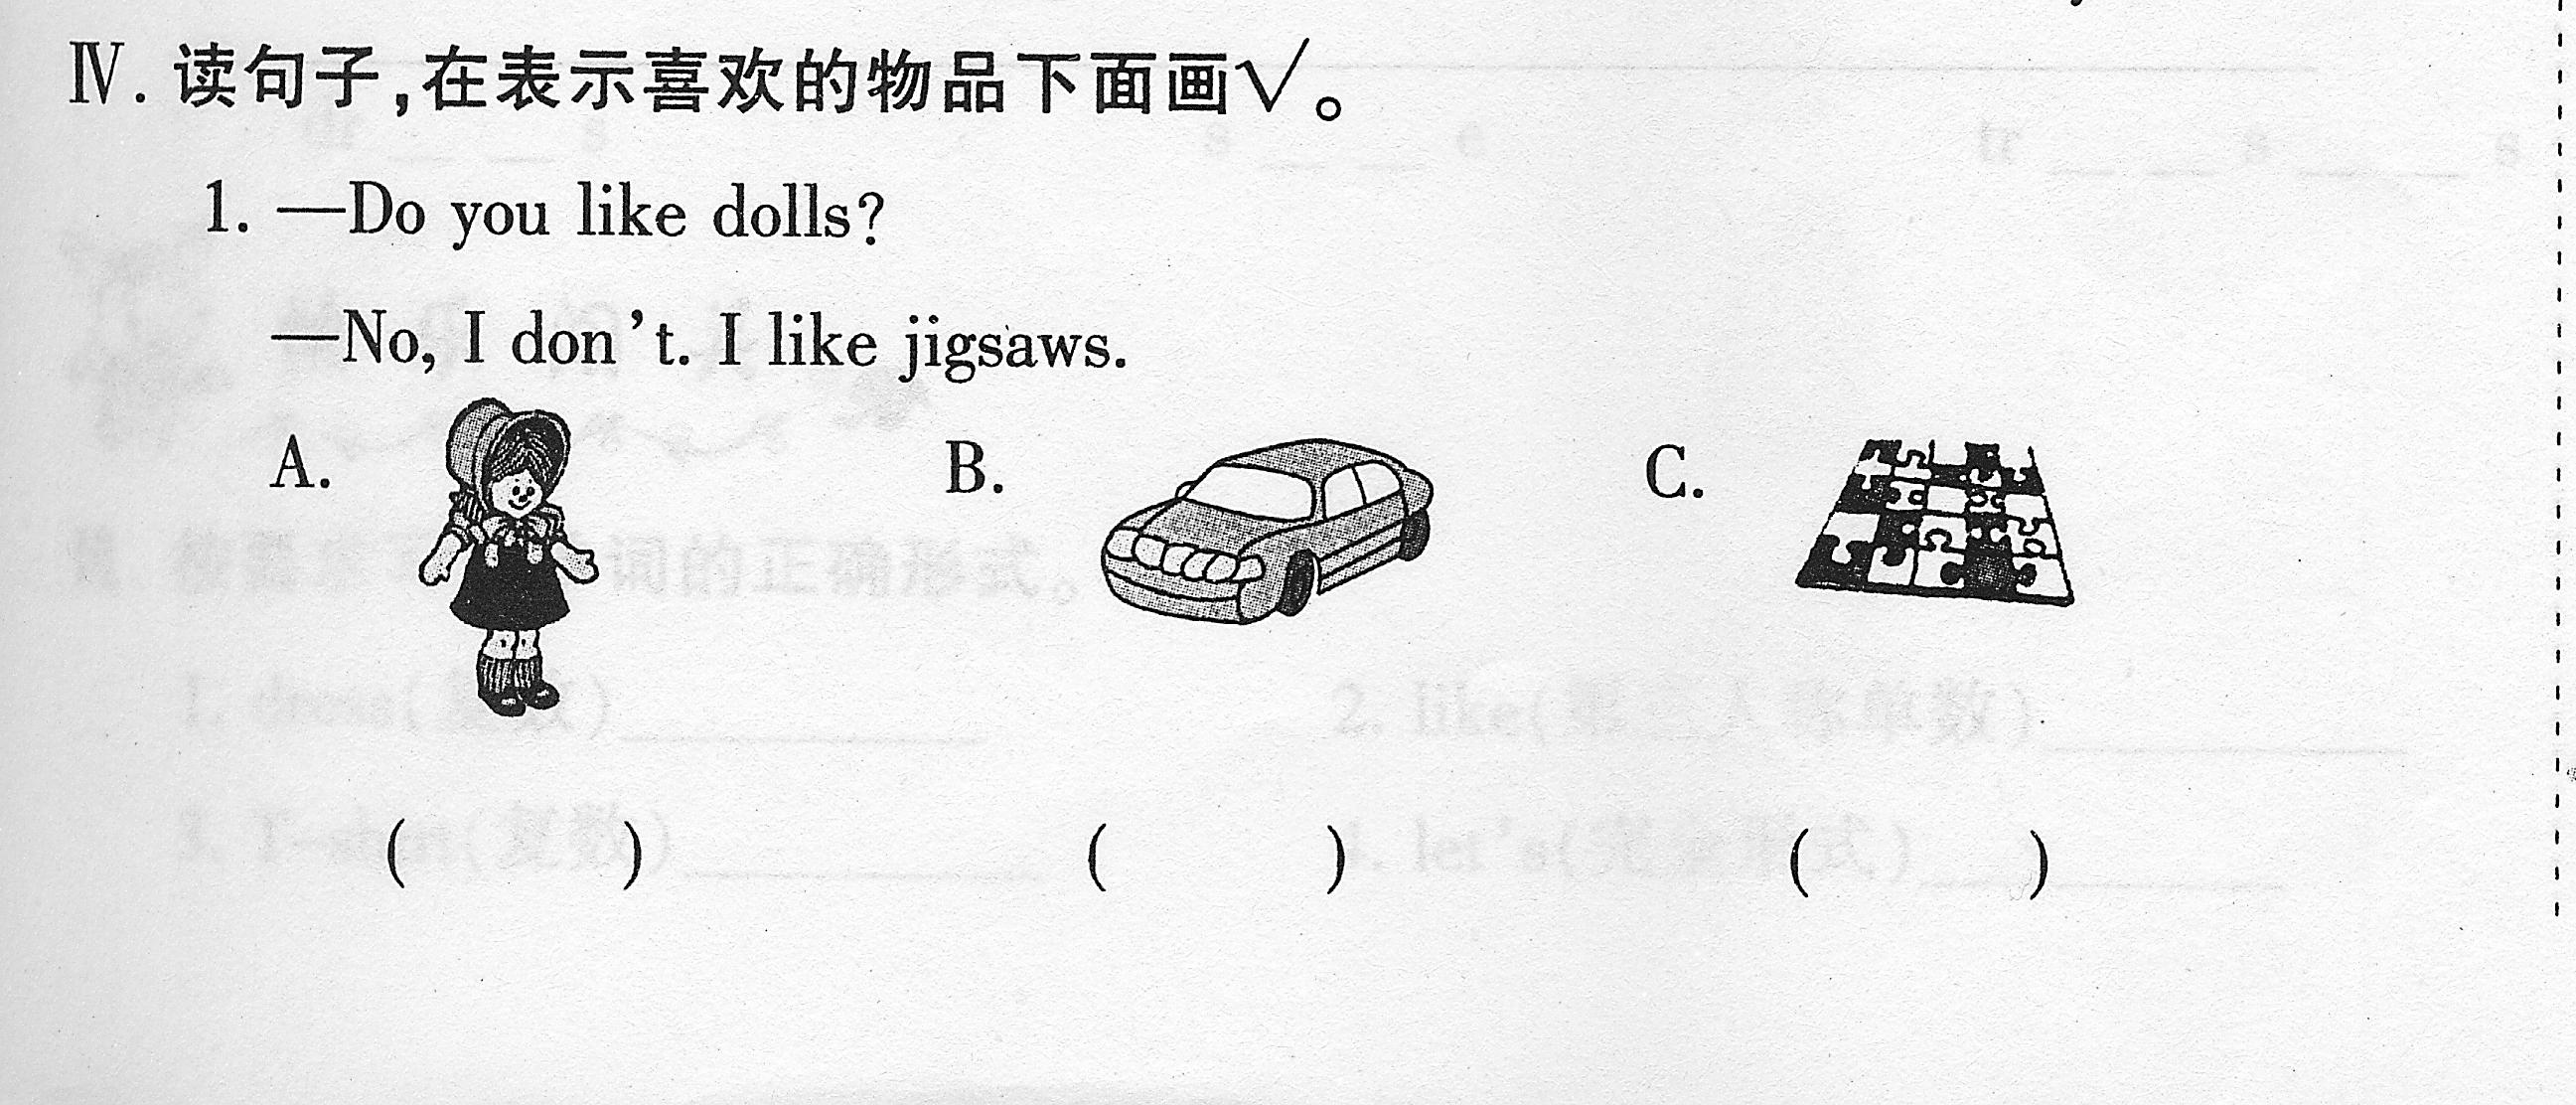 Ⅳ. 读句子,在表示喜欢的物品下面画√。
1. —Do you like dolls?
—No, I don't. I like jigsaws.
A. B. C.
( ) ( ) ( )